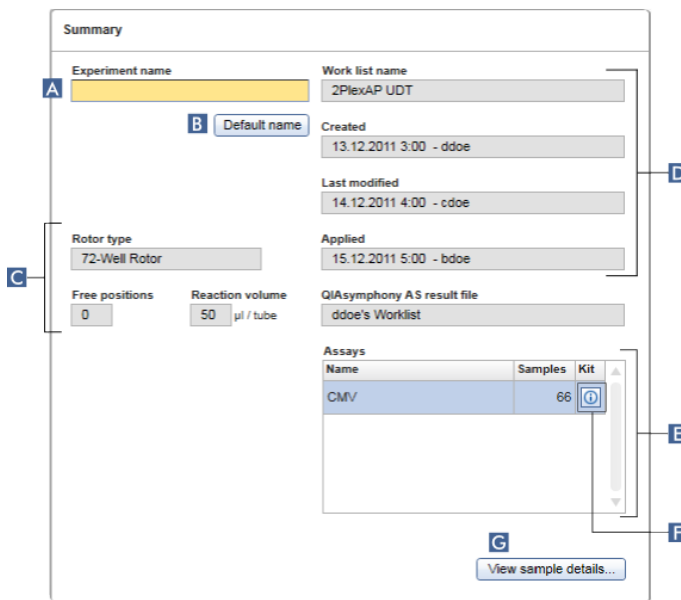 Summary
Experiment name
Work list name
A
2PlexAP UDT
B
Default name
Created
13.12.2011 3:00 - ddoe
D
Last modified
14.12.2011 4:00 - cdoe
Rotor type
Applied
C
72-Well Rotor
15.12.2011 5:00 - bdoe
Free positions
Reaction volume
QIAsymphony AS result file
0
50 µl / tube
ddoe's Worklist
Assays
Name Samples Kit
CMV 66
E
F
G
View sample details...